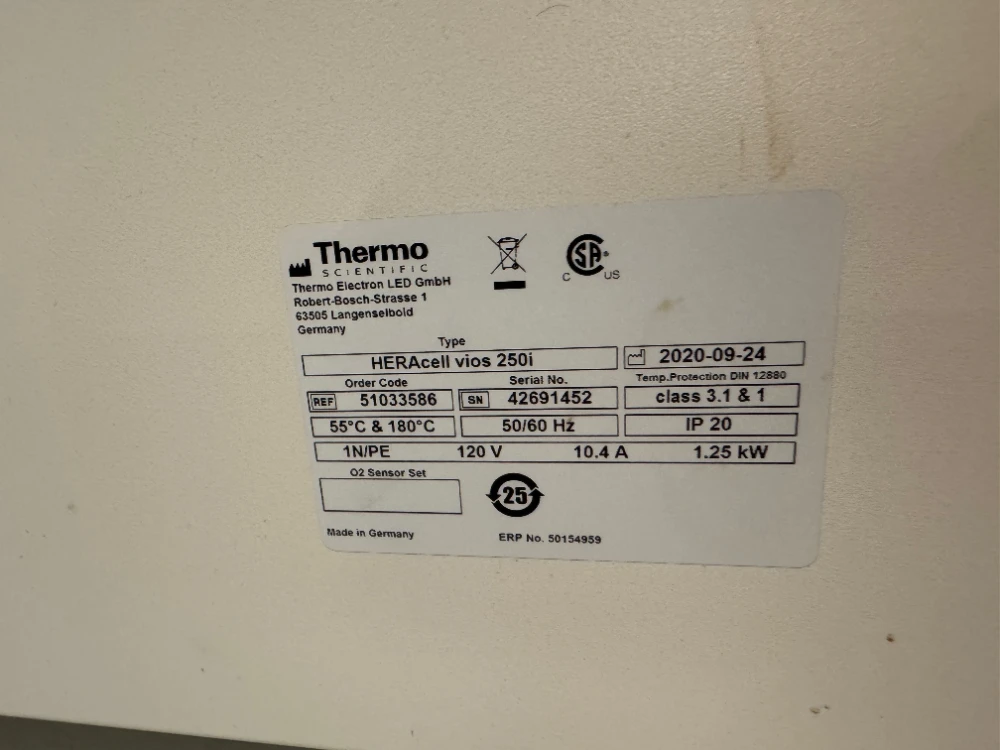 Thermo
SCIENTIFIC
Thermo Electron LED GmbH
Robert-Bosch-Strasse 1
63505 Langenselbold
Germany
CSA
C US
Type
HERAcell vios 250i
2020-09-24
Order Code
Serial No.
Temp.Protection DIN 12880
REF 51033586
SN 42691452
class 3.1 & 1
55°C & 180°C
50/60 Hz
IP 20
1N/PE 120 V 10.4 A 1.25 kW
O2 Sensor Set
25
Made in Germany
ERP No. 50154959